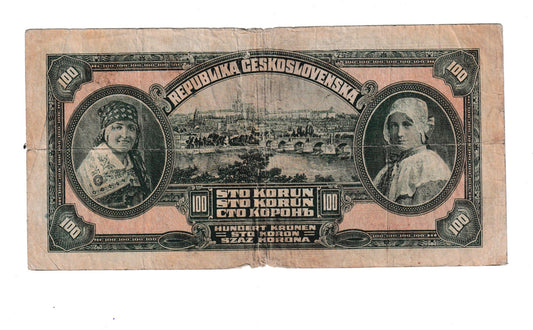 REPUBLIKA ČESKOSLOVENSKÁ
100
100
100 STO KORUN 100
STO KORUN
СТО КОРОНЪ
100
100
HUNDERT KRONEN
STO KORON
SZÁZ KORONA